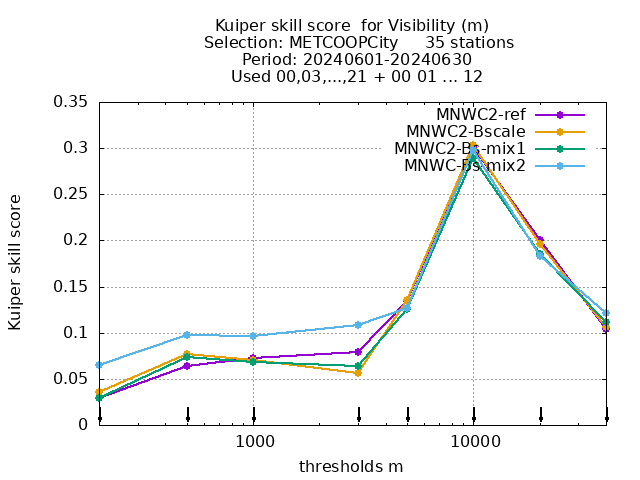 Kuiper skill score  for Visibility (m)
Selection: METCOOPCity     35 stations
Period: 20240601-20240630
Used 00,03,...,21 + 00 01 ... 12
0.35
0.3
0.25
0.2
0.15
0.1
0.05
0
Kuiper skill score
MNWC2-ref
MNWC2-Bscale
MNWC2-Bs-mix1
MNWC-Bs-mix2
1000
10000
thresholds m